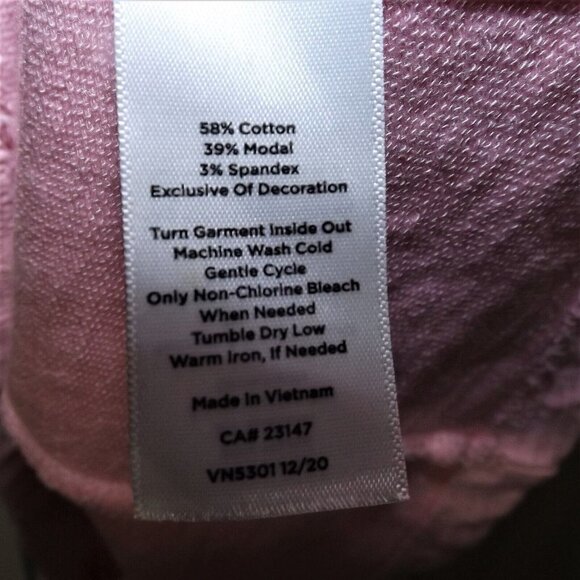 58% Cotton
39% Modal
3% Spandex
Exclusive Of Decoration
Turn Garment Inside Out
Machine Wash Cold
Gentle Cycle
Only Non-Chlorine Bleach
When Needed
Tumble Dry Low
Warm Iron, If Needed
Made In Vietnam
CA# 23147
VN5301 12/20